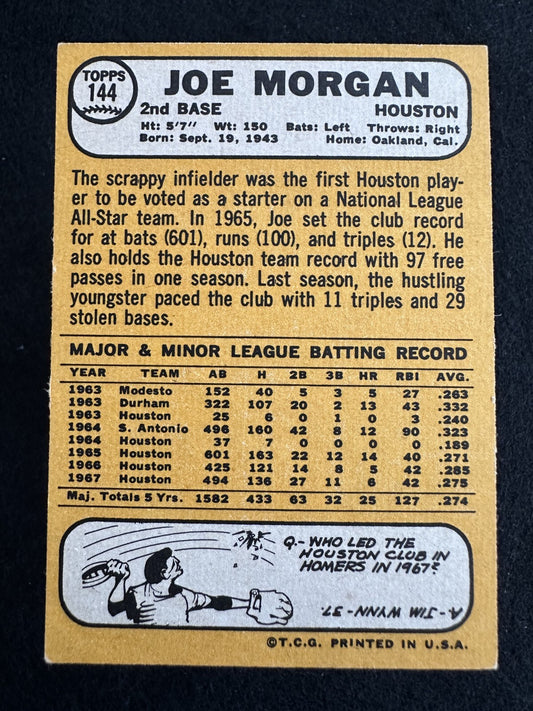 TOPPS
144
JOE MORGAN
2nd BASE HOUSTON
Ht: 5'7" Wt: 150 Bats: Left Throws: Right
Born: Sept. 19, 1943 Home: Oakland, Cal.
The scrappy infielder was the first Houston play-
er to be voted as a starter on a National League
All-Star team. In 1965, Joe set the club record
for at bats (601), runs (100), and triples (12). He
also holds the Houston team record with 97 free
passes in one season. Last season, the hustling
youngster paced the club with 11 triples and 29
stolen bases.
MAJOR & MINOR LEAGUE BATTING RECORD
YEAR TEAM AB H 2B 3B HR RBI AVG.
1963 Modesto 152 40 5 3 5 27 .263
1963 Durham 322 107 20 2 13 43 .332
1963 Houston 25 6 0 1 0 3 .240
1964 S. Antonio 496 160 42 8 12 90 .323
1964 Houston 37 7 0 0 0 0 .189
1965 Houston 601 163 22 12 14 40 .271
1966 Houston 425 121 14 8 5 42 .285
1967 Houston 494 136 27 11 6 42 .275
Maj. Totals 5 Yrs. 1582 433 63 32 25 127 .274
Q.- WHO LED THE
HOUSTON CLUB IN
HOMERS IN 1967?
A.- JIM WYNN - 37.
©T.C.G. PRINTED IN U.S.A.